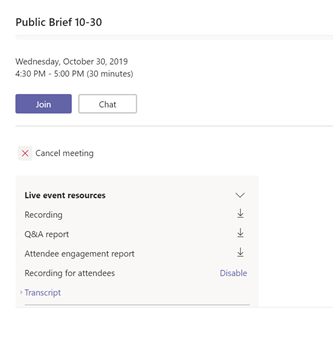 Public Brief 10-30
Wednesday, October 30, 2019
4:30 PM - 5:00 PM (30 minutes)
Join Chat
Cancel meeting
Live event resources
Recording
Q&A report
Attendee engagement report
Recording for attendees Disable
Transcript